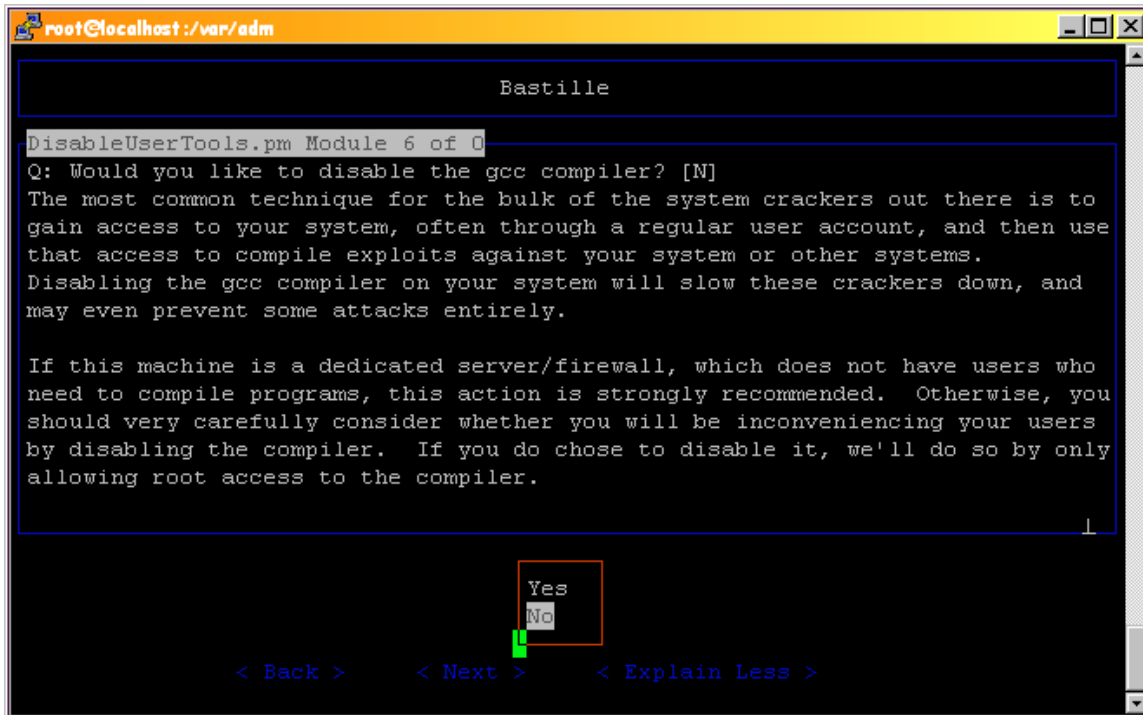 root@localhost:/var/adm
Bastille
DisableUserTools.pm Module 6 of 0
Q: Would you like to disable the gcc compiler? [N]
The most common technique for the bulk of the system crackers out there is to
gain access to your system, often through a regular user account, and then use
that access to compile exploits against your system or other systems.
Disabling the gcc compiler on your system will slow these crackers down, and
may even prevent some attacks entirely.
If this machine is a dedicated server/firewall, which does not have users who
need to compile programs, this action is strongly recommended.  Otherwise, you
should very carefully consider whether you will be inconveniencing your users
by disabling the compiler.  If you do chose to disable it, we'll do so by only
allowing root access to the compiler.
Yes
No
< Back > < Next > < Explain Less >